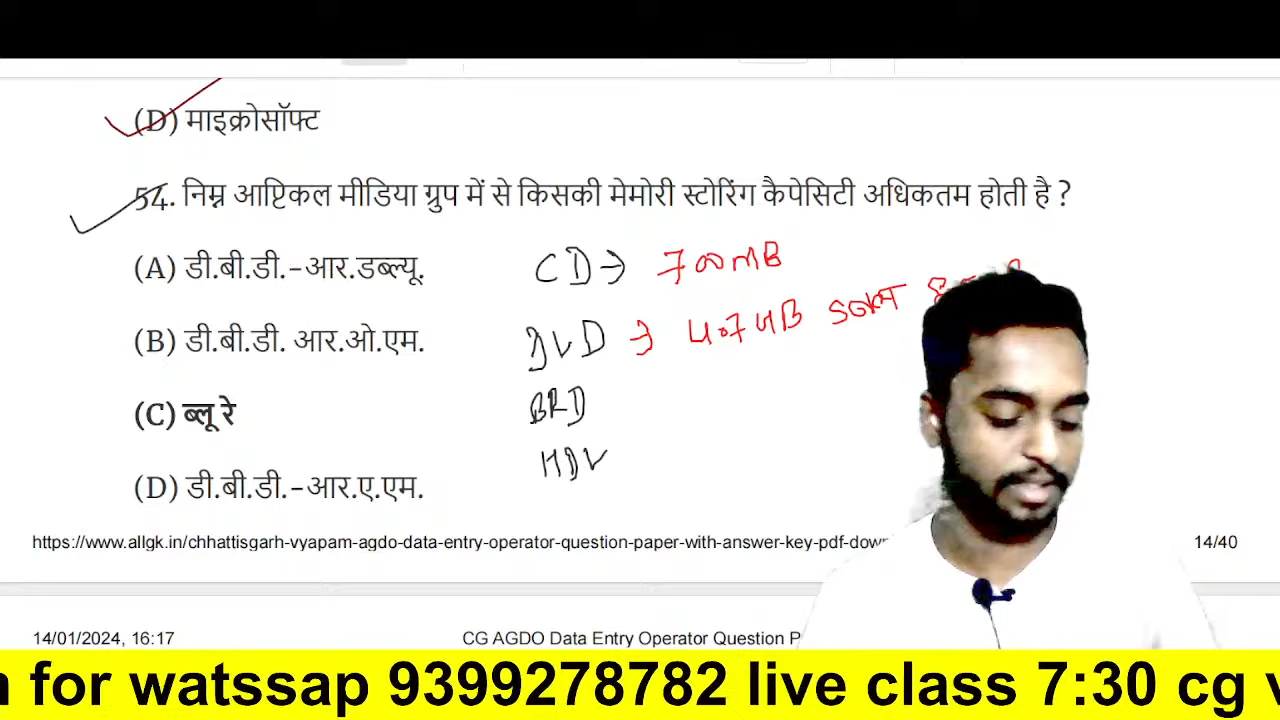 (D) माइक्रोसॉफ्ट
54. निम्न आप्टिकल मीडिया ग्रुप में से किसकी मेमोरी स्टोरिंग कैपेसिटी अधिकतम होती है ?
(A) डी.बी.डी.-आर.डब्ल्यू.
CD → 700MB
(B) डी.बी.डी. आर.ओ.एम.
DVD →
(C) ब्लू रे
BRD
(D) डी.बी.डी.-आर.ए.एम.
HDV
https://www.allgk.in/chhattisgarh-vyapam-agdo-data-entry-operator-question-paper-with-answer-key-pdf-dow
14/40
14/01/2024, 16:17
CG AGDO Data Entry Operator Question P
for watssap 9399278782 live class 7:30 cg